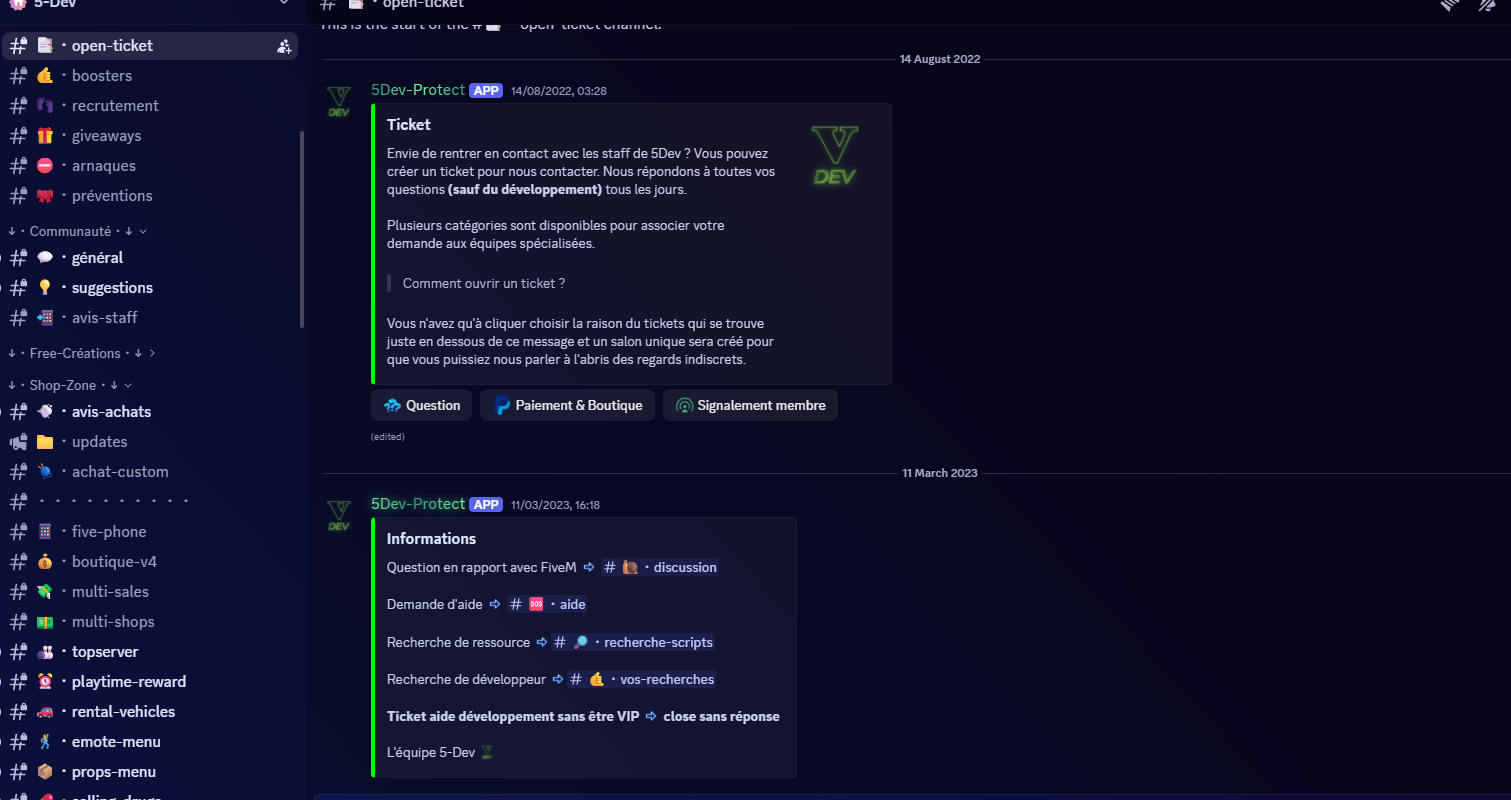 5-Dev
open-ticket
boosters
recrutement
giveaways
arnaques
préventions
↓ · Communauté · ↓
général
suggestions
avis-staff
↓ · Free-Créations · ↓
↓ · Shop-Zone · ↓
avis-achats
updates
achat-custom
· · · · · · · · · ·
five-phone
boutique-v4
multi-sales
multi-shops
topserver
playtime-reward
rental-vehicles
emote-menu
props-menu
selling-drugs
open-ticket
This is the start of the # open-ticket channel.
14 August 2022
5Dev-Protect APP 14/08/2022, 03:28
Ticket
Envie de rentrer en contact avec les staff de 5Dev ? Vous pouvez
créer un ticket pour nous contacter. Nous répondons à toutes vos
questions (sauf du développement) tous les jours.
Plusieurs catégories sont disponibles pour associer votre
demande aux équipes spécialisées.
Comment ouvrir un ticket ?
Vous n'avez qu'à cliquer choisir la raison du tickets qui se trouve
juste en dessous de ce message et un salon unique sera créé pour
que vous puissiez nous parler à l'abris des regards indiscrets.
V
DEV
Question Paiement & Boutique Signalement membre
(edited)
11 March 2023
5Dev-Protect APP 11/03/2023, 16:18
Informations
Question en rapport avec FiveM ➪ # · discussion
Demande d'aide ➪ # SOS · aide
Recherche de ressource ➪ # · recherche-scripts
Recherche de développeur ➪ # · vos-recherches
Ticket aide développement sans être VIP ➪ close sans réponse
L'équipe 5-Dev